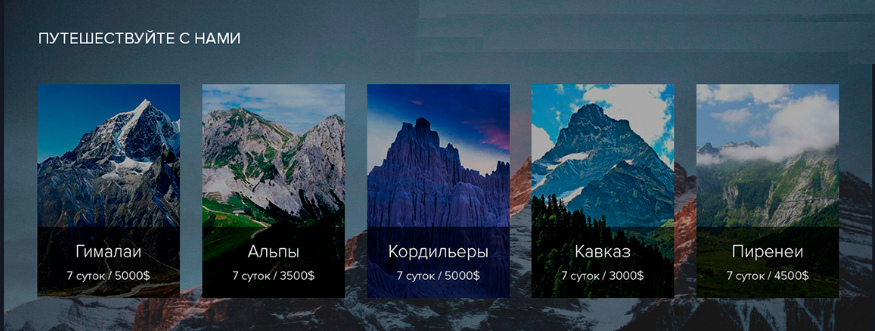 ПУТЕШЕСТВУЙТЕ С НАМИ
Гималаи
7 суток / 5000$
Альпы
7 суток / 3500$
Кордильеры
7 суток / 5000$
Кавказ
7 суток / 3000$
Пиренеи
7 суток / 4500$